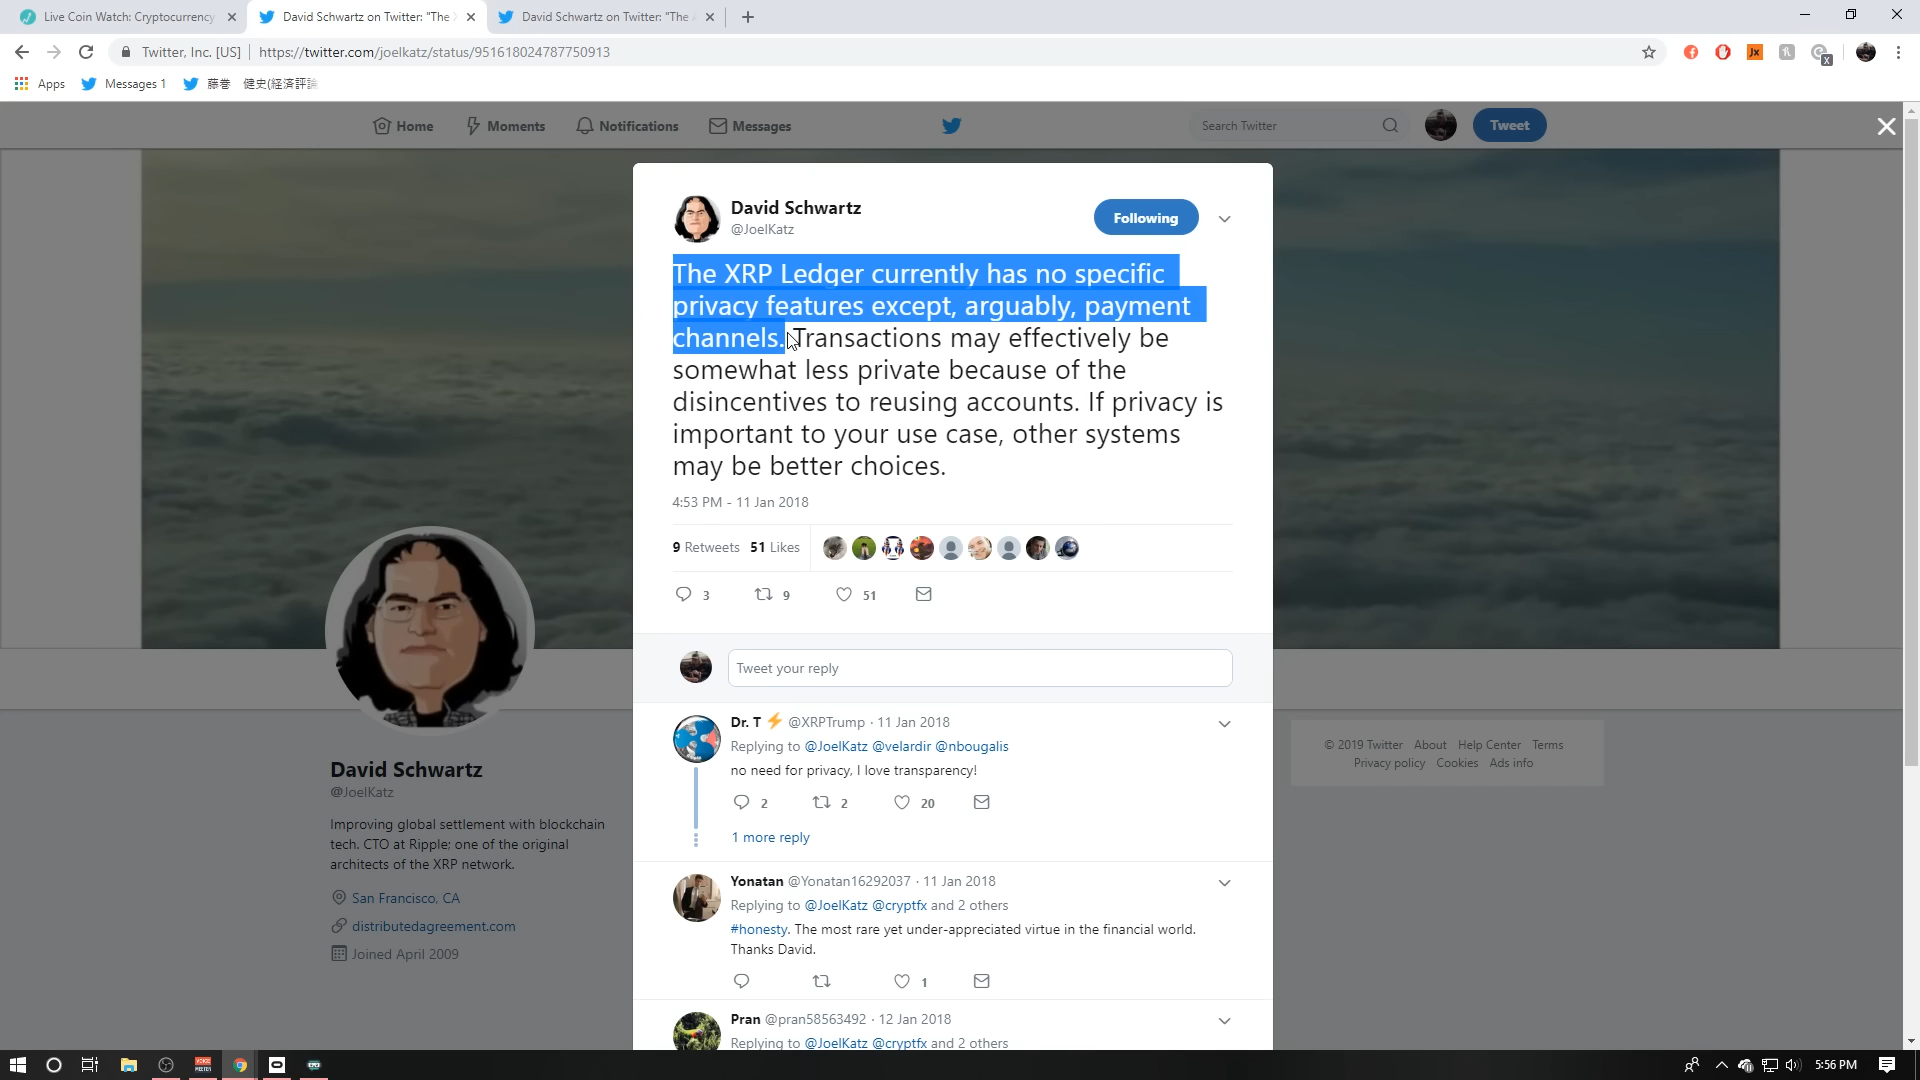 Live Coin Watch: Cryptocurrency
David Schwartz on Twitter: "The X
David Schwartz on Twitter: "The
Twitter, Inc. [US] https://twitter.com/joelkatz/status/951618024787750913
Apps Messages 1 藤巻 健史(経済評論
Home Moments Notifications Messages Search Twitter Tweet
David Schwartz
@JoelKatz
Following
The XRP Ledger currently has no specific
privacy features except, arguably, payment
channels. Transactions may effectively be
somewhat less private because of the
disincentives to reusing accounts. If privacy is
important to your use case, other systems
may be better choices.
4:53 PM - 11 Jan 2018
9 Retweets 51 Likes
3 9 51
Tweet your reply
Dr. T ⚡ @XRPTrump · 11 Jan 2018
Replying to @JoelKatz @velardir @nbougalis
no need for privacy, I love transparency!
2 2 20
1 more reply
Yonatan @Yonatan16292037 · 11 Jan 2018
Replying to @JoelKatz @cryptfx and 2 others
#honesty. The most rare yet under-appreciated virtue in the financial world.
Thanks David.
1
Pran @pran58563492 · 12 Jan 2018
Replying to @JoelKatz @cryptfx and 2 others
David Schwartz
@JoelKatz
Improving global settlement with blockchain
tech. CTO at Ripple; one of the original
architects of the XRP network.
San Francisco, CA
distributedagreement.com
Joined April 2009
© 2019 Twitter About Help Center Terms
Privacy policy Cookies Ads info
5:56 PM